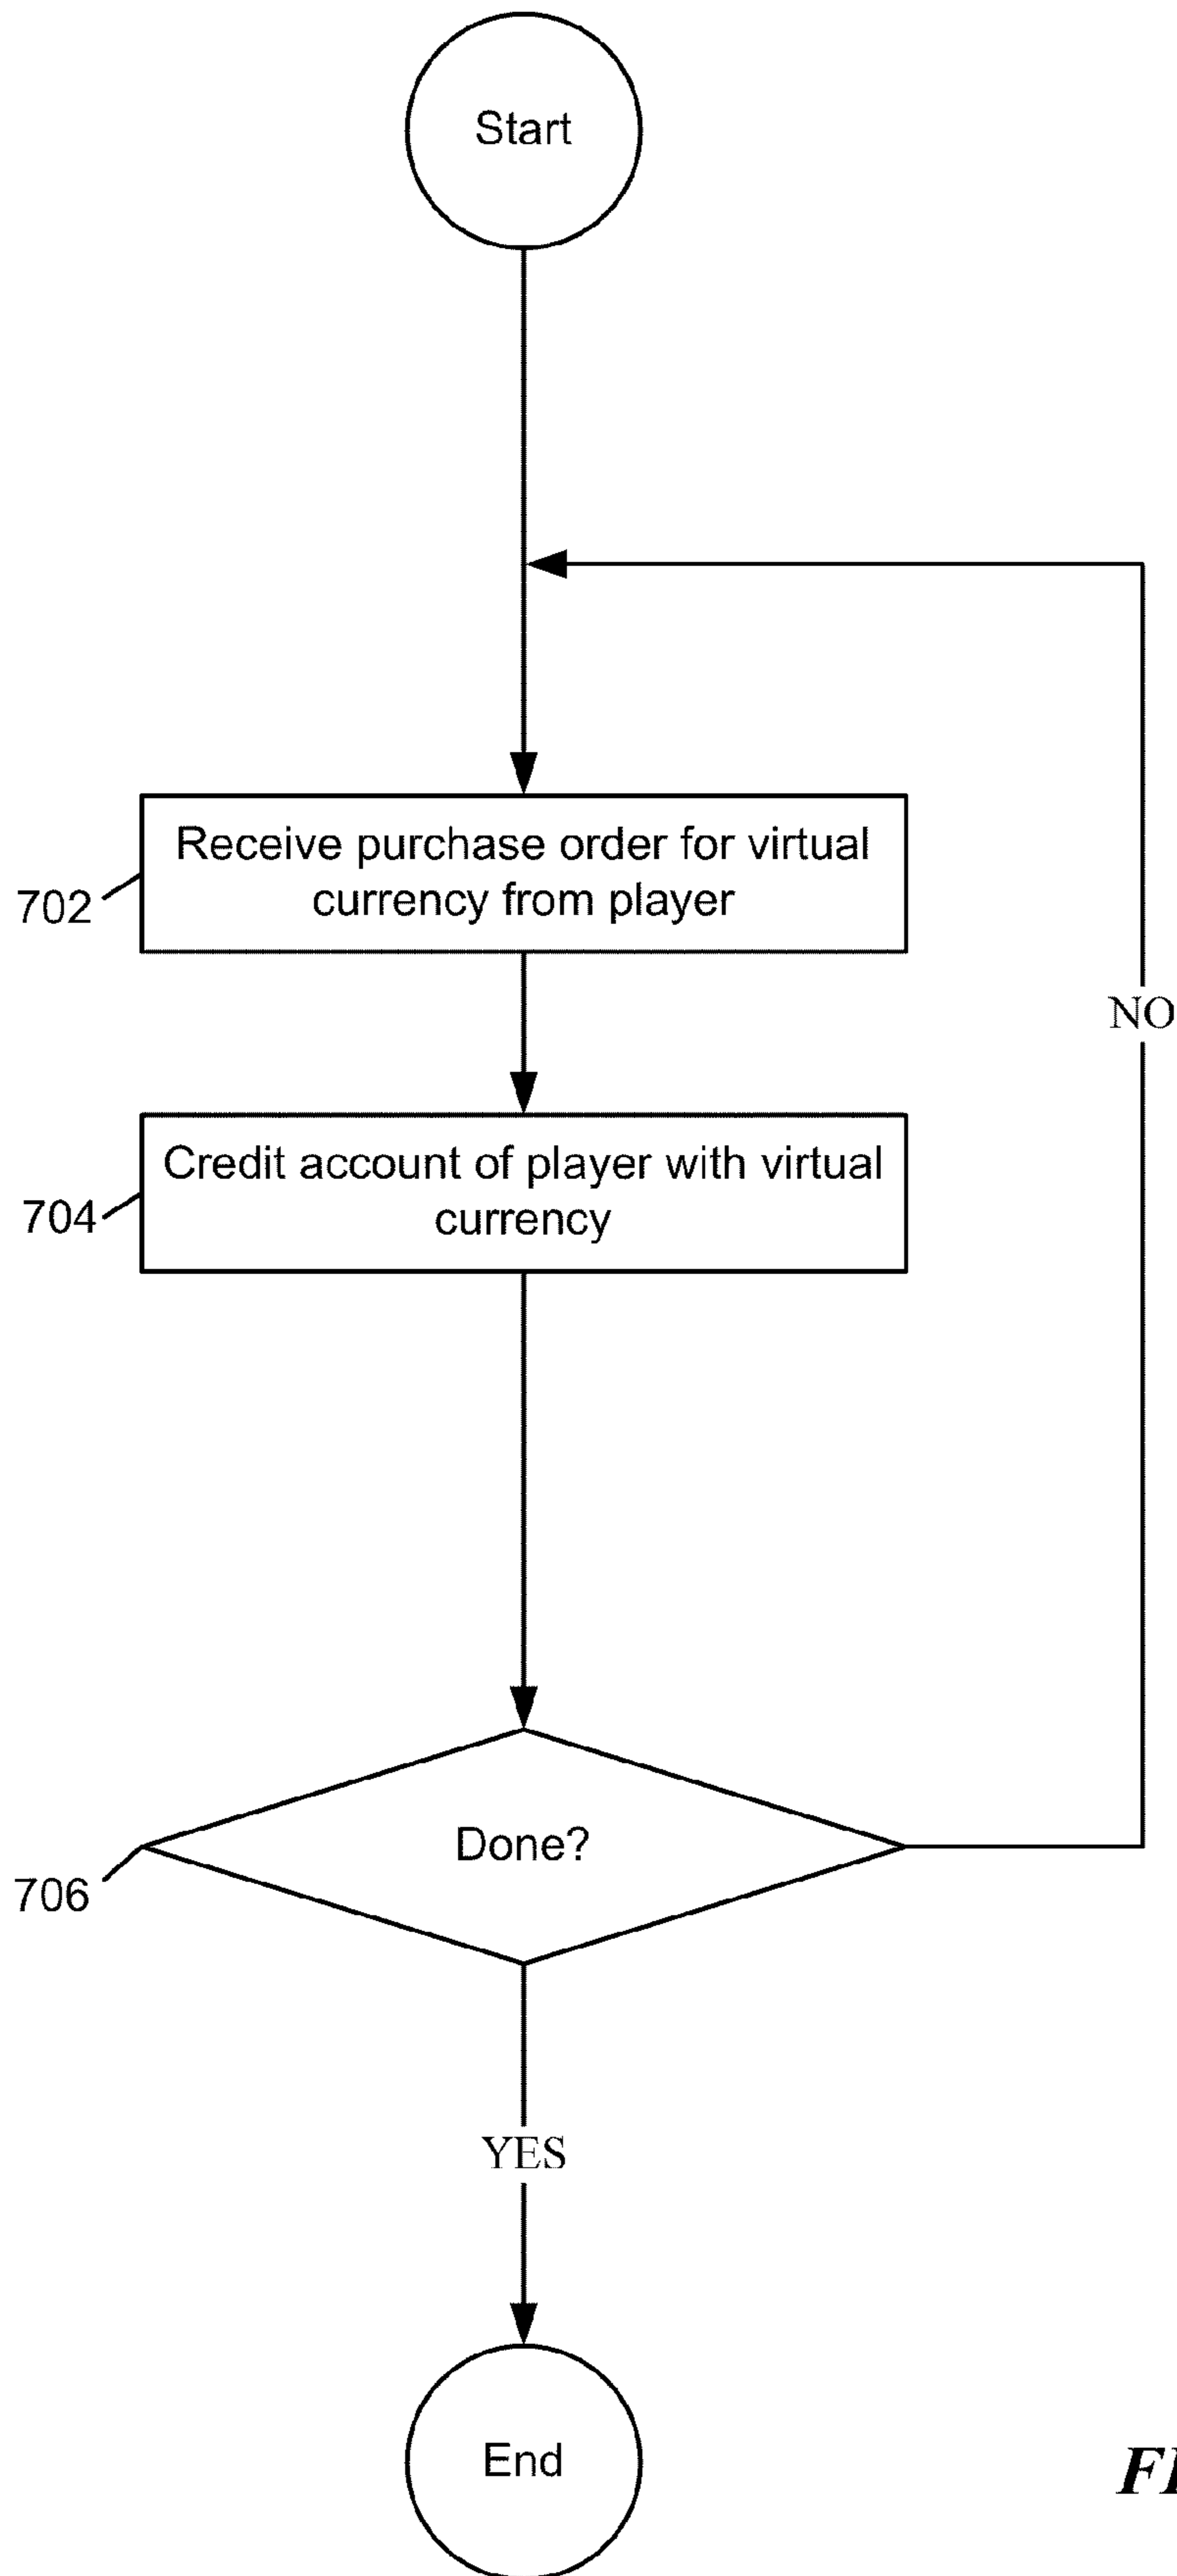 Start
Receive purchase order for virtual
currency from player
702
NO
Credit account of player with virtual
currency
704
Done?
706
YES
End